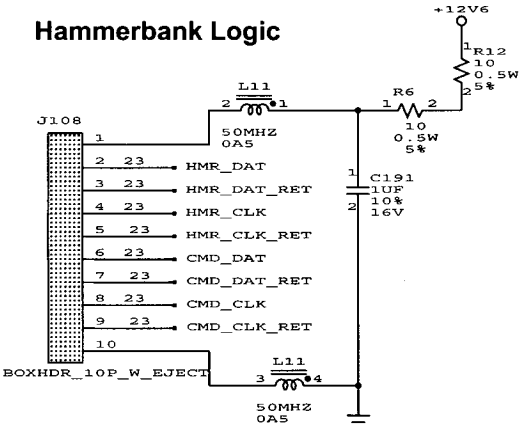 +12V6
Hammerbank Logic
1
R12
10
0.5W
2 5%
L11
2 1
50MHZ
0A5
R6
1 2
10
0.5W
5%
J108
1
2 23 HMR_DAT
3 23 HMR_DAT_RET
4 23 HMR_CLK
5 23 HMR_CLK_RET
6 23 CMD_DAT
7 23 CMD_DAT_RET
8 23 CMD_CLK
9 23 CMD_CLK_RET
10
BOXHDR_10P_W_EJECT
1
C191
1UF
10%
2
16V
L11
3 4
50MHZ
0A5